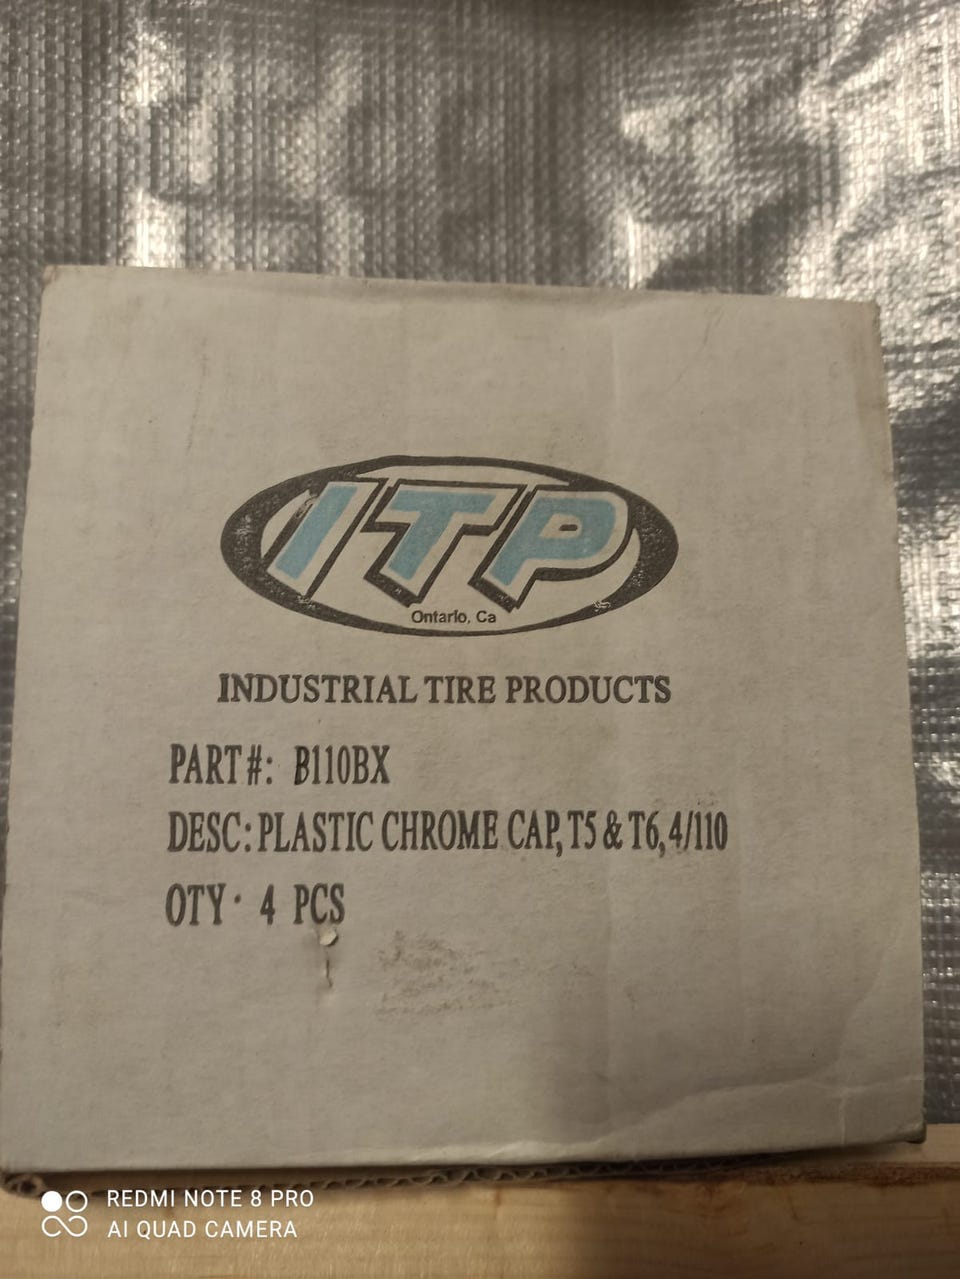 ITP
Ontario, Ca
INDUSTRIAL TIRE PRODUCTS
PART#: B110BX
DESC: PLASTIC CHROME CAP, T5 & T6, 4/110
QTY· 4 PCS
REDMI NOTE 8 PRO
AI QUAD CAMERA